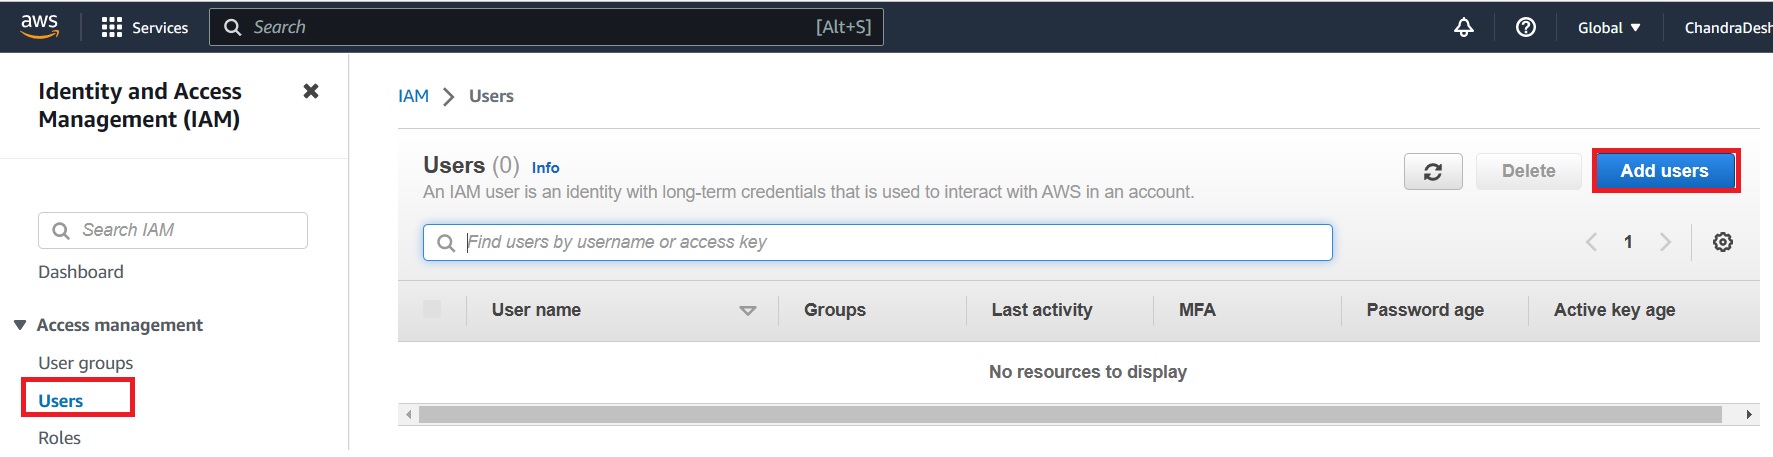 aws
Services
Search
[Alt+S]
Global
ChandraDesh
Identity and Access
Management (IAM)
Search IAM
Dashboard
Access management
User groups
Users
Roles
IAM
Users
Users (0) Info
An IAM user is an identity with long-term credentials that is used to interact with AWS in an account.
Delete
Add users
Find users by username or access key
1
User name
Groups
Last activity
MFA
Password age
Active key age
No resources to display